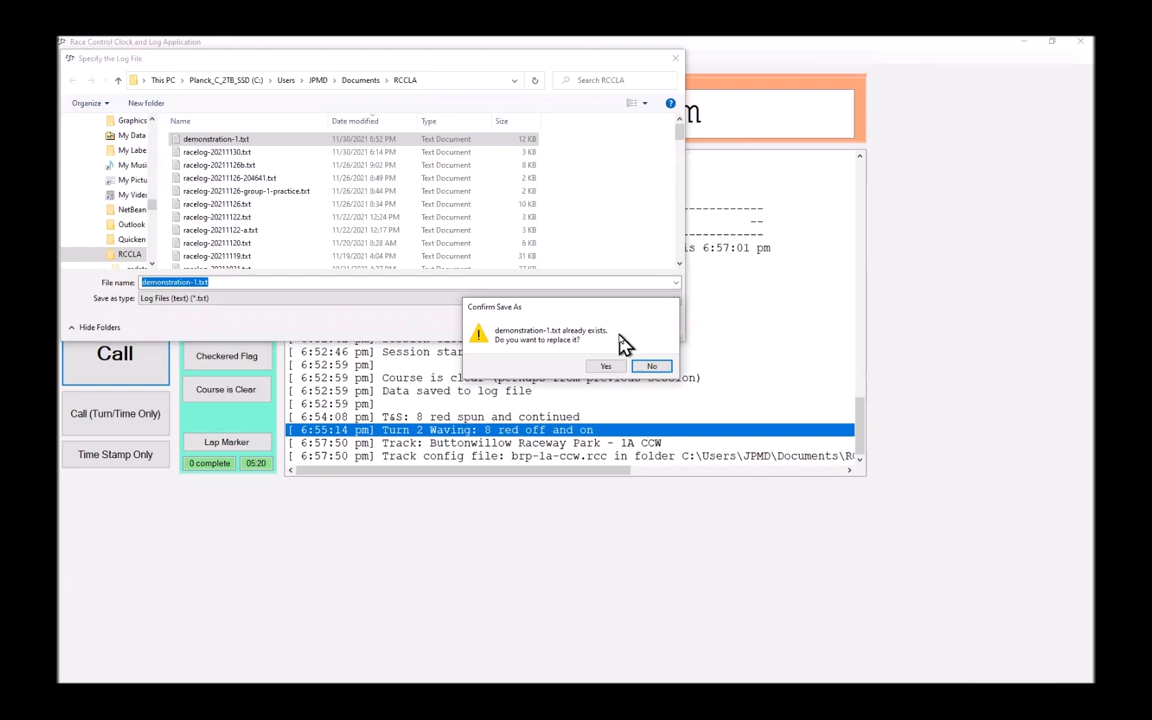 Race Control Clock and Log Application
Specify the Log File
This PC > Planck_C_2TB_SSD (C:) > Users > JPMD > Documents > RCCLA
Search RCCLA
Organize
New folder
Name
Date modified
Type
Size
Graphics
My Data
My Labe
My Musi
My Pictu
My Video
NetBean
Outlook
Quicken
RCCLA
demonstration-1.txt 11/30/2021 6:52 PM Text Document 12 KB
racelog-20211130.txt 11/30/2021 6:14 PM Text Document 3 KB
racelog-20211126b.txt 11/26/2021 9:02 PM Text Document 8 KB
racelog-20211126-204641.txt 11/26/2021 8:49 PM Text Document 2 KB
racelog-20211126-group-1-practice.txt 11/26/2021 8:44 PM Text Document 2 KB
racelog-20211126.txt 11/26/2021 8:34 PM Text Document 10 KB
racelog-20211122.txt 11/22/2021 12:24 PM Text Document 3 KB
racelog-20211122-a.txt 11/22/2021 12:21 PM Text Document 3 KB
racelog-20211120.txt 11/20/2021 8:28 AM Text Document 6 KB
racelog-20211119.txt 11/19/2021 4:04 PM Text Document 31 KB
File name: demonstration-1.txt
Save as type: Log Files (text) (*.txt)
Hide Folders
Confirm Save As
demonstration-1.txt already exists.
Do you want to replace it?
Yes
No
m
------------
--
------------
is 6:57:01 pm
Call
Call (Turn/Time Only)
Time Stamp Only
Checkered Flag
Course is Clear
Lap Marker
0 complete
05:20
[ 6:52:46 pm] Session star
[ 6:52:59 pm] Course is clear (perhaps from previous session)
[ 6:52:59 pm] Data saved to log file
[ 6:52:59 pm]
[ 6:54:08 pm] T&S: 8 red spun and continued
[ 6:55:14 pm] Turn 2 Waving: 8 red off and on
[ 6:57:50 pm] Track: Buttonwillow Raceway Park - 1A CCW
[ 6:57:50 pm] Track config file: brp-1a-ccw.rcc in folder C:\Users\JPMD\Documents\RC